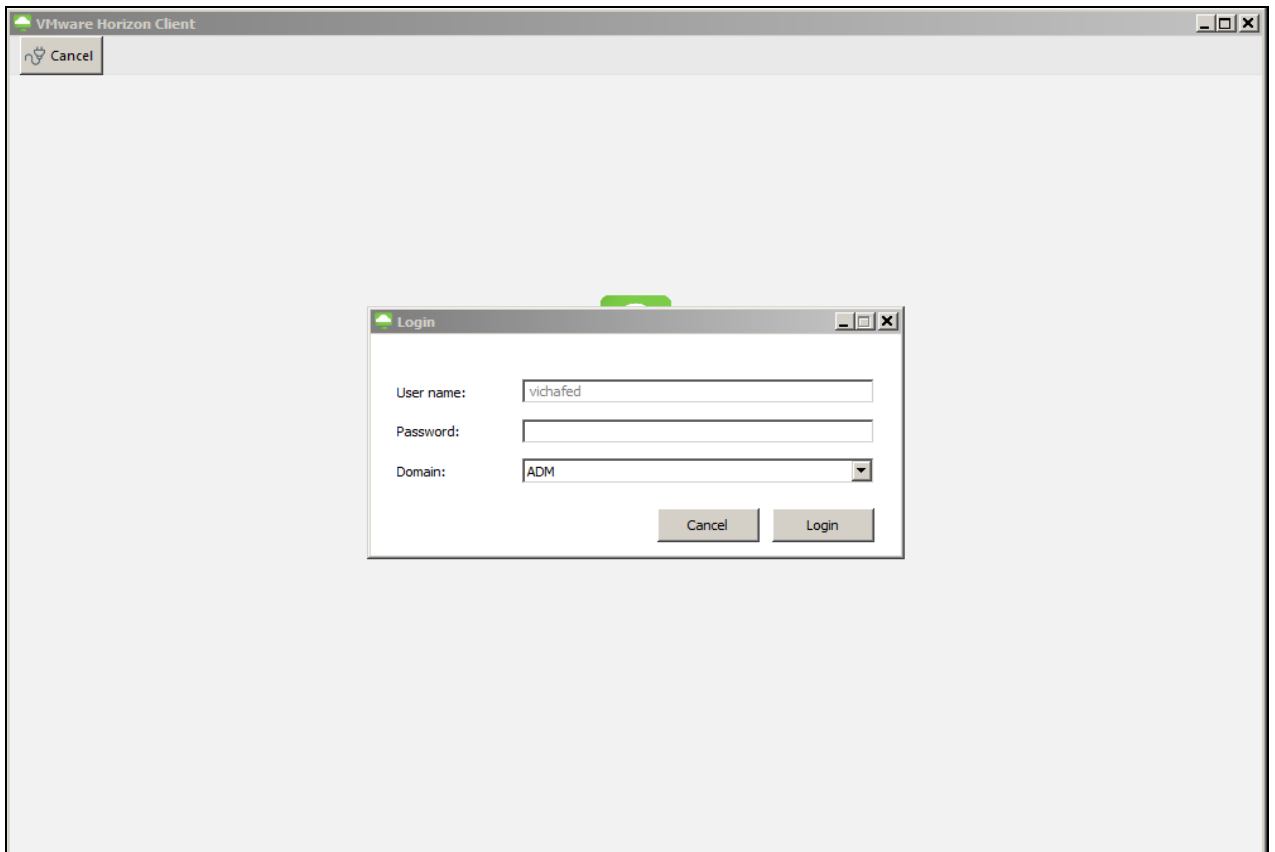 VMware Horizon Client
Cancel
Login
User name: vichafed
Password:
Domain: ADM
Cancel Login